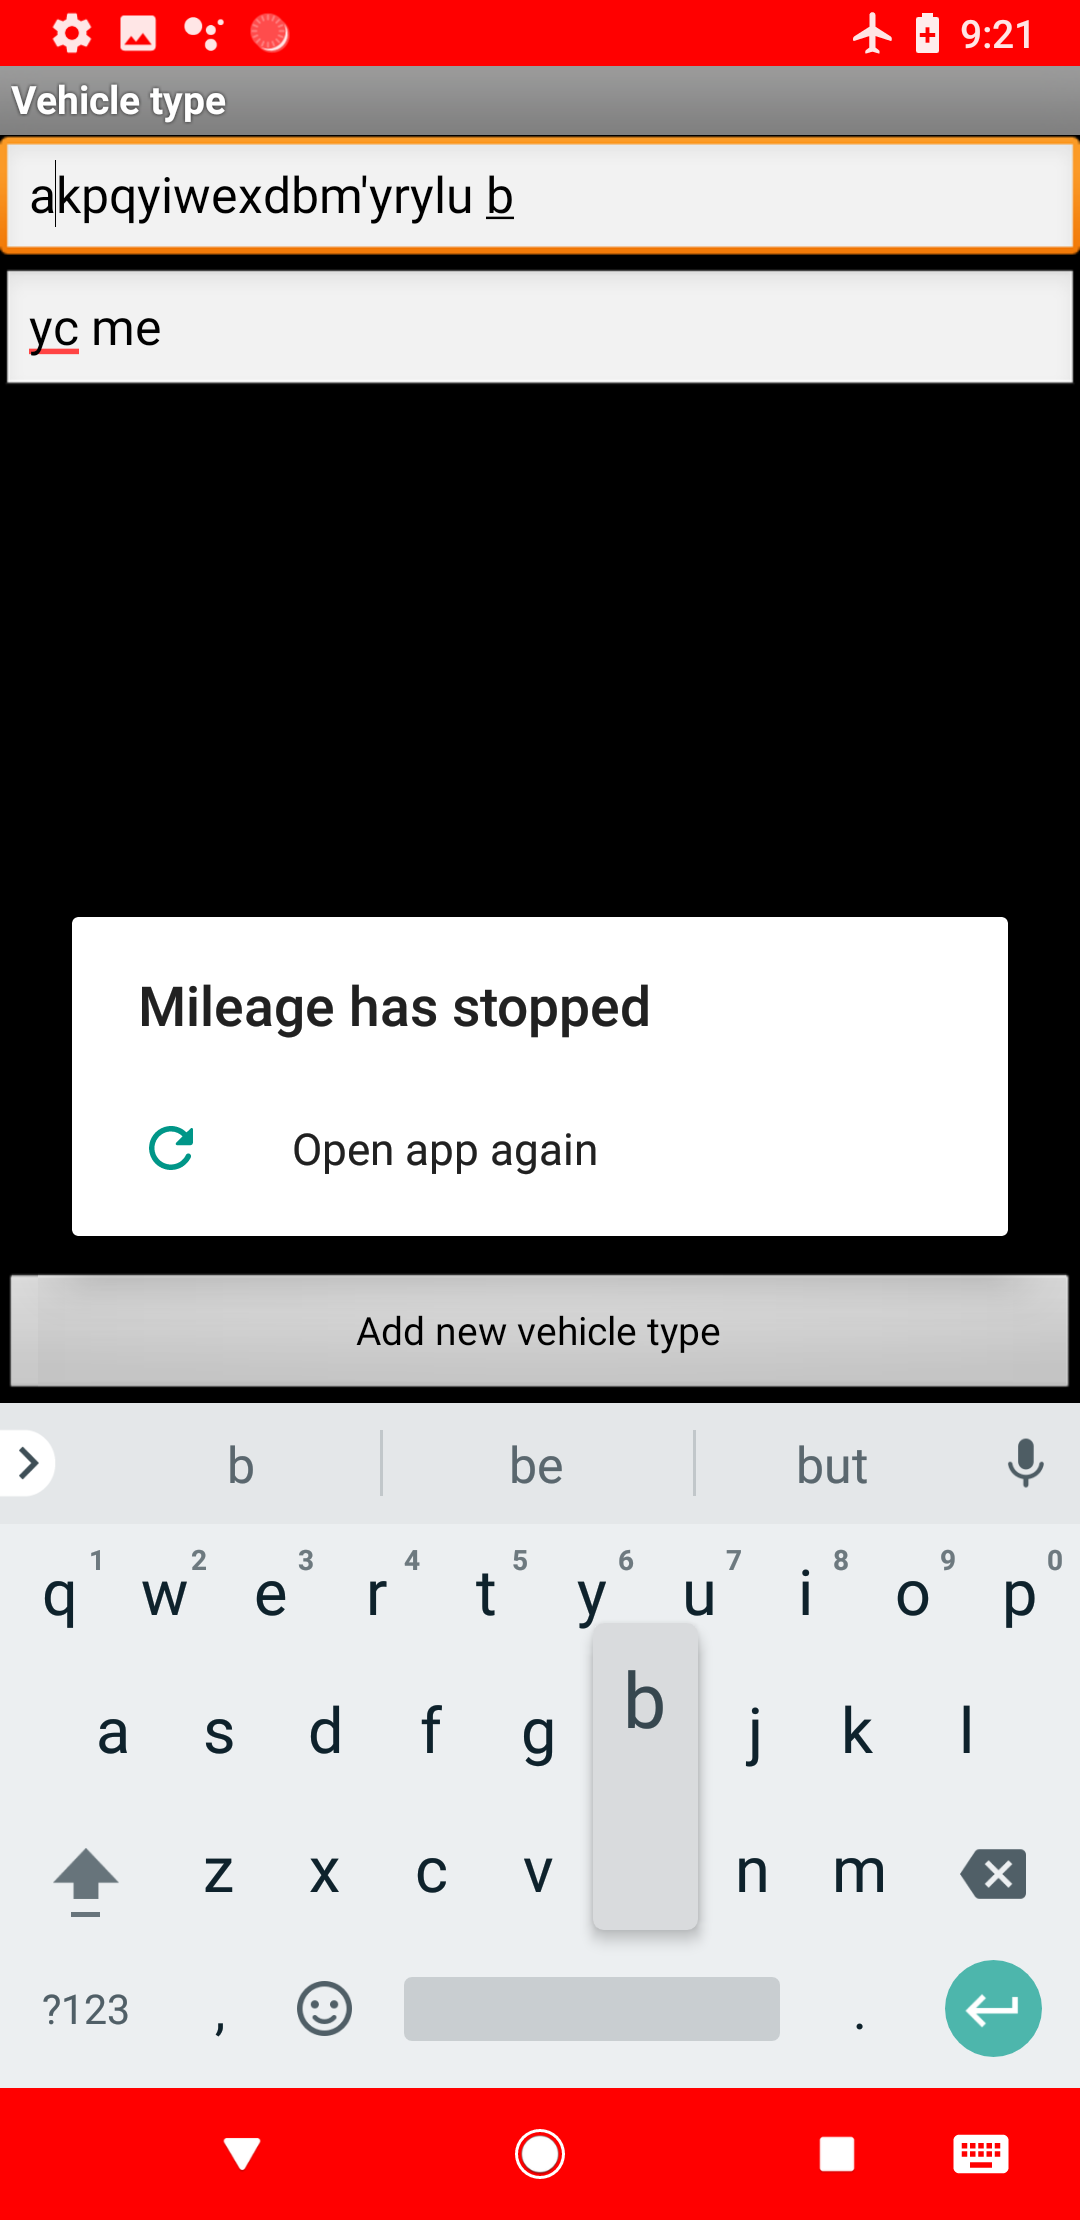 9:21
Vehicle type
akpqyiwexdbm'yrylu b
yc me
Mileage has stopped
Open app again
Add new vehicle type
b be but
1 2 3 4 5 6 7 8 9 0
q w e r t y u i o p
b
a s d f g j k l
z x c v n m
?123 , .